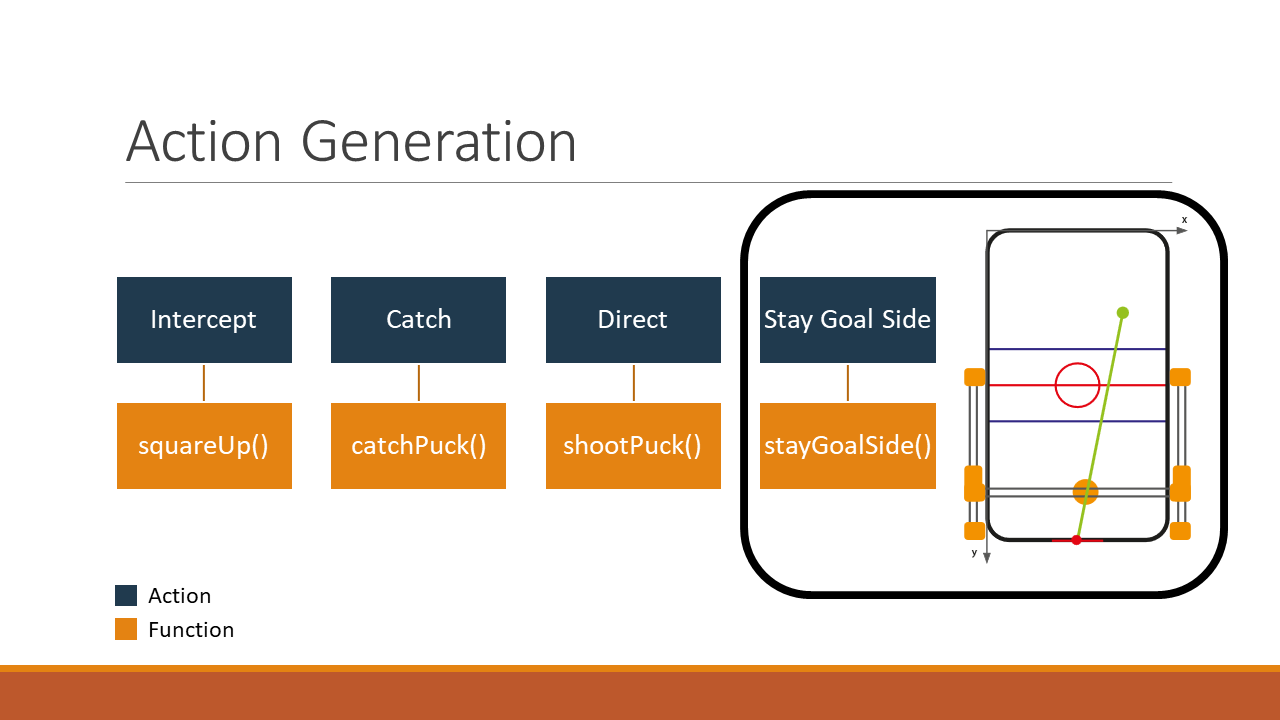 Action Generation
Intercept
Catch
Direct
Stay Goal Side
squareUp()
catchPuck()
shootPuck()
stayGoalSide()
x
y
Action
Function